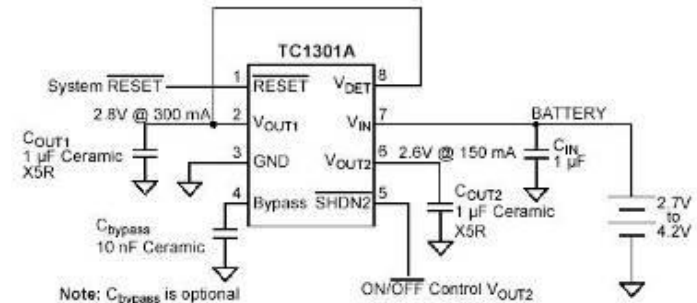 TC1301A
System RESET
1
RESET
VDET
8
2.8V @ 300 mA
2
VOUT1
VIN
7
BATTERY
COUT1
1 µF Ceramic
X5R
3
GND
VOUT2
6
2.6V @ 150 mA
CIN
1 µF
4
Bypass
SHDN2
5
COUT2
1 µF Ceramic
X5R
2.7V
to
4.2V
Cbypass
10 nF Ceramic
Note: Cbypass is optional
ON/OFF Control VOUT2